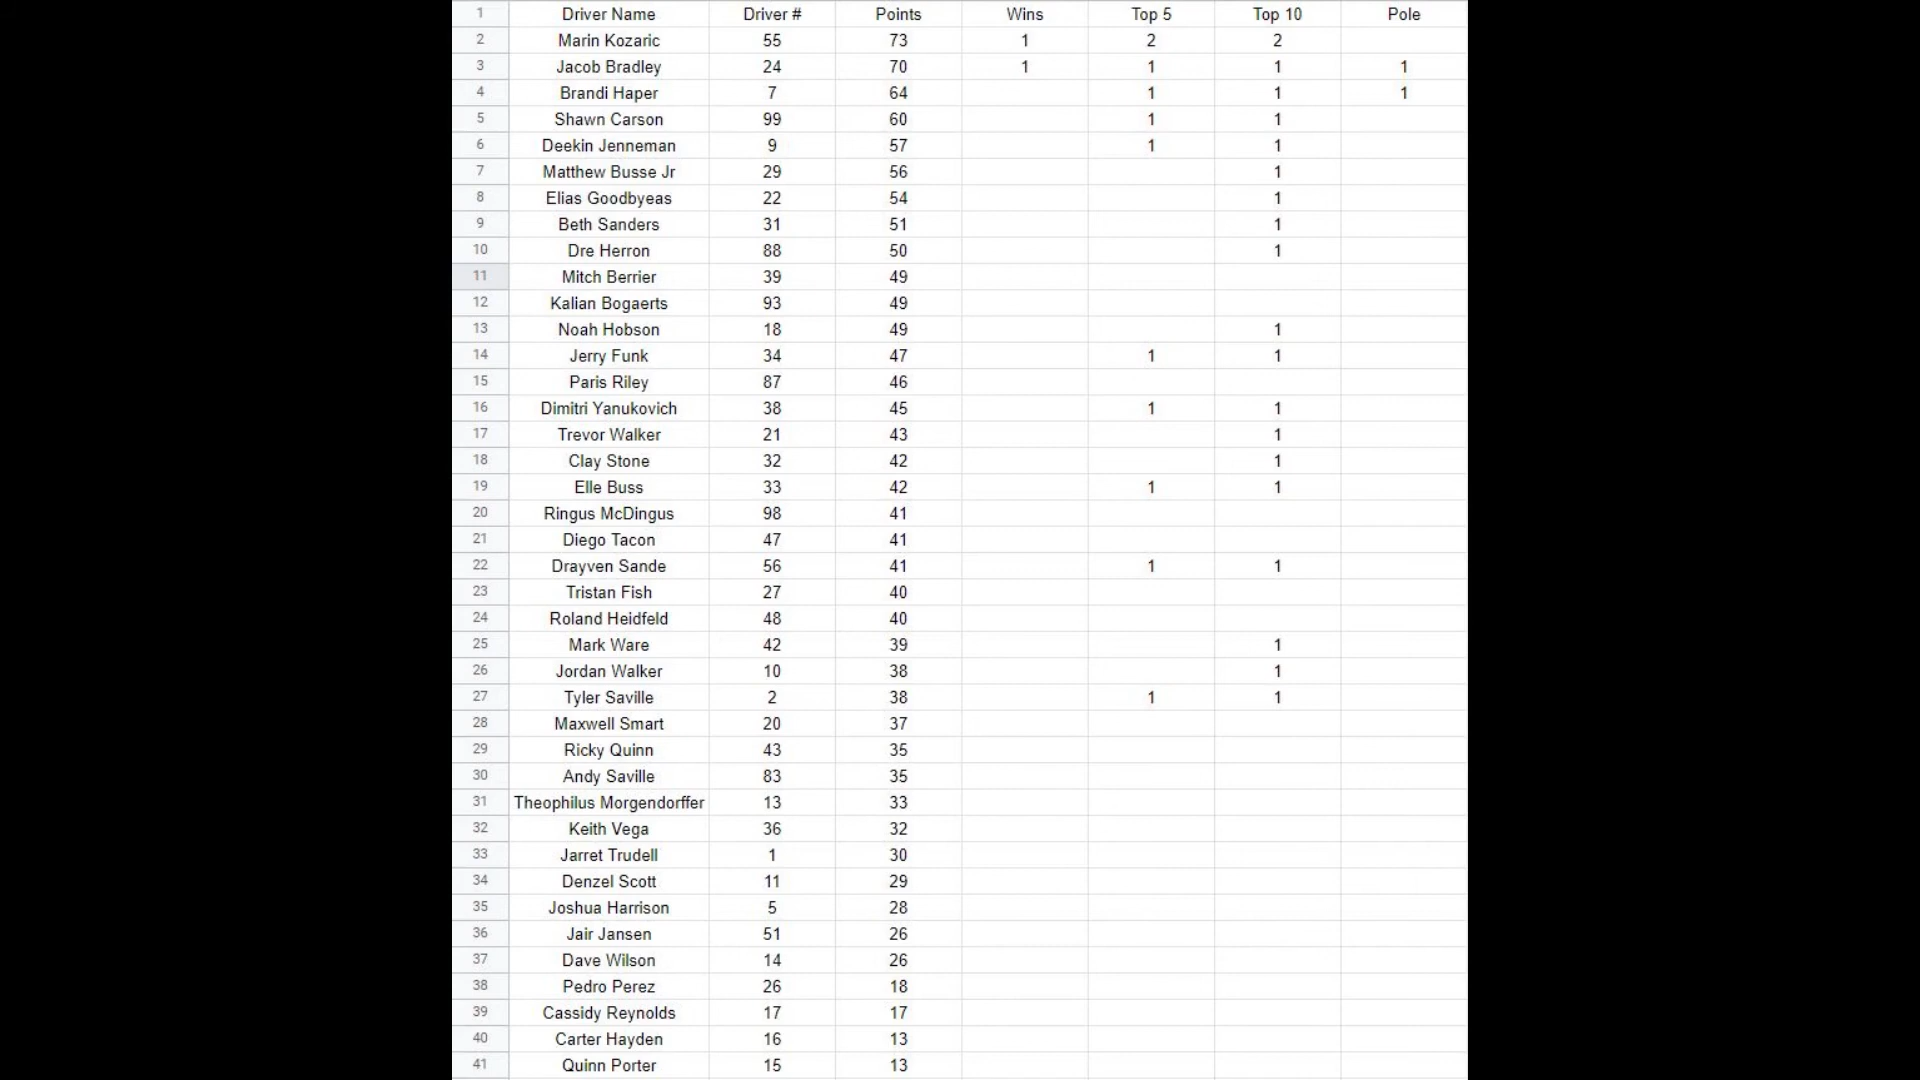 1 Driver Name Driver # Points Wins Top 5 Top 10 Pole
2 Marin Kozaric 55 73 1 2 2
3 Jacob Bradley 24 70 1 1 1 1
4 Brandi Haper 7 64 1 1 1
5 Shawn Carson 99 60 1 1
6 Deekin Jenneman 9 57 1 1
7 Matthew Busse Jr 29 56 1
8 Elias Goodbyeas 22 54 1
9 Beth Sanders 31 51 1
10 Dre Herron 88 50 1
11 Mitch Berrier 39 49
12 Kalian Bogaerts 93 49
13 Noah Hobson 18 49 1
14 Jerry Funk 34 47 1 1
15 Paris Riley 87 46
16 Dimitri Yanukovich 38 45 1 1
17 Trevor Walker 21 43 1
18 Clay Stone 32 42 1
19 Elle Buss 33 42 1 1
20 Ringus McDingus 98 41
21 Diego Tacon 47 41
22 Drayven Sande 56 41 1 1
23 Tristan Fish 27 40
24 Roland Heidfeld 48 40
25 Mark Ware 42 39 1
26 Jordan Walker 10 38 1
27 Tyler Saville 2 38 1 1
28 Maxwell Smart 20 37
29 Ricky Quinn 43 35
30 Andy Saville 83 35
31 Theophilus Morgendorffer 13 33
32 Keith Vega 36 32
33 Jarret Trudell 1 30
34 Denzel Scott 11 29
35 Joshua Harrison 5 28
36 Jair Jansen 51 26
37 Dave Wilson 14 26
38 Pedro Perez 26 18
39 Cassidy Reynolds 17 17
40 Carter Hayden 16 13
41 Quinn Porter 15 13